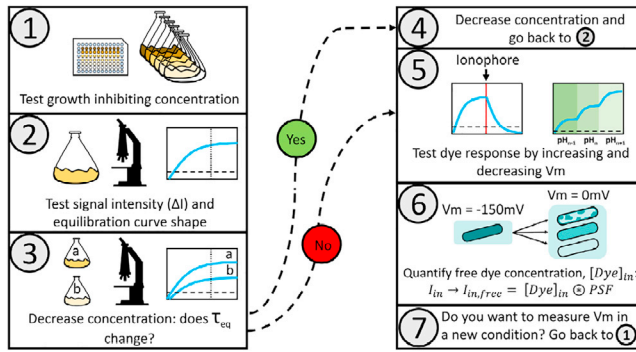 1
Test growth inhibiting concentration
2
Test signal intensity (ΔI) and
equilibration curve shape
3
a
b
a
b
Decrease concentration: does τeq
change?
Yes
No
4
Decrease concentration and
go back to 2
5
Ionophore
pHn-1 pHn pHn+1
Test dye response by increasing and
decreasing Vm
6
Vm = -150mV
Vm = 0mV
Quantify free dye concentration, [Dye]in:
Iin → Iin,free = [Dye]in ⊛ PSF
7
Do you want to measure Vm in
a new condition? Go back to 1